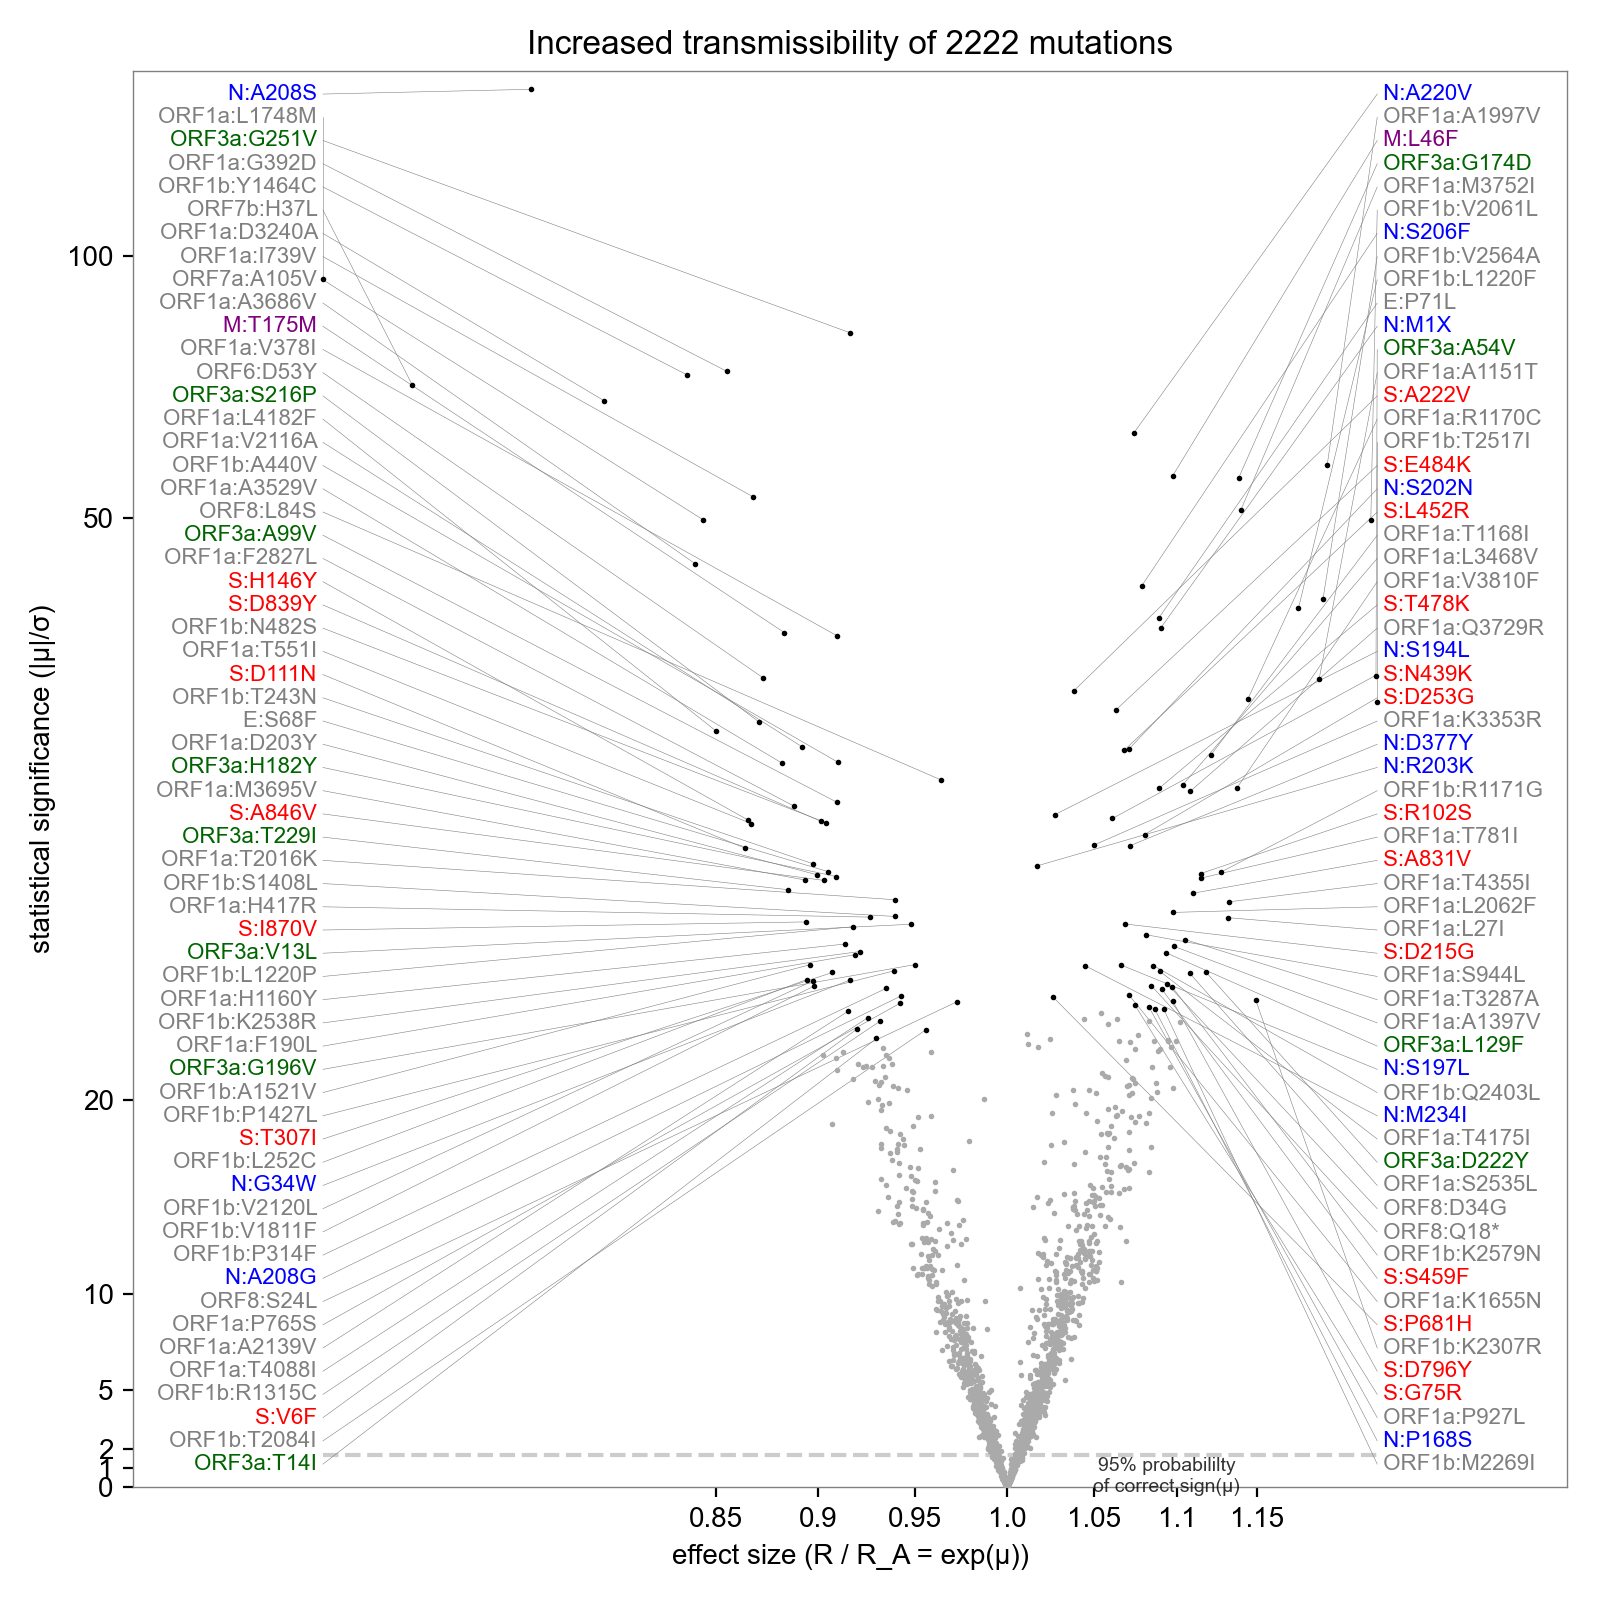 Increased transmissibility of 2222 mutations
N:A208S
ORF1a:L1748M
ORF3a:G251V
ORF1a:G392D
ORF1b:Y1464C
ORF7b:H37L
ORF1a:D3240A
ORF1a:I739V
ORF7a:A105V
ORF1a:A3686V
M:T175M
ORF1a:V378I
ORF6:D53Y
ORF3a:S216P
ORF1a:L4182F
ORF1a:V2116A
ORF1b:A440V
ORF1a:A3529V
ORF8:L84S
ORF3a:A99V
ORF1a:F2827L
S:H146Y
S:D839Y
ORF1b:N482S
ORF1a:T551I
S:D111N
ORF1b:T243N
E:S68F
ORF1a:D203Y
ORF3a:H182Y
ORF1a:M3695V
S:A846V
ORF3a:T229I
ORF1a:T2016K
ORF1b:S1408L
ORF1a:H417R
S:I870V
ORF3a:V13L
ORF1b:L1220P
ORF1a:H1160Y
ORF1b:K2538R
ORF1a:F190L
ORF3a:G196V
ORF1b:A1521V
ORF1b:P1427L
S:T307I
ORF1b:L252C
N:G34W
ORF1b:V2120L
ORF1b:V1811F
ORF1b:P314F
N:A208G
ORF8:S24L
ORF1a:P765S
ORF1a:A2139V
ORF1a:T4088I
ORF1b:R1315C
S:V6F
ORF1b:T2084I
ORF3a:T14I
N:A220V
ORF1a:A1997V
M:L46F
ORF3a:G174D
ORF1a:M3752I
ORF1b:V2061L
N:S206F
ORF1b:V2564A
ORF1b:L1220F
E:P71L
N:M1X
ORF3a:A54V
ORF1a:A1151T
S:A222V
ORF1a:R1170C
ORF1b:T2517I
S:E484K
N:S202N
S:L452R
ORF1a:T1168I
ORF1a:L3468V
ORF1a:V3810F
S:T478K
ORF1a:Q3729R
N:S194L
S:N439K
S:D253G
ORF1a:K3353R
N:D377Y
N:R203K
ORF1b:R1171G
S:R102S
ORF1a:T781I
S:A831V
ORF1a:T4355I
ORF1a:L2062F
ORF1a:L27I
S:D215G
ORF1a:S944L
ORF1a:T3287A
ORF1a:A1397V
ORF3a:L129F
N:S197L
ORF1b:Q2403L
N:M234I
ORF1a:T4175I
ORF3a:D222Y
ORF1a:S2535L
ORF8:D34G
ORF8:Q18*
ORF1b:K2579N
S:S459F
ORF1a:K1655N
S:P681H
ORF1b:K2307R
S:D796Y
S:G75R
ORF1a:P927L
N:P168S
ORF1b:M2269I
statistical significance (|μ|/σ)
100
50
20
10
5
2
1
0
95% probabililty
of correct sign(μ)
0.85 0.9 0.95 1.0 1.05 1.1 1.15
effect size (R / R_A = exp(μ))